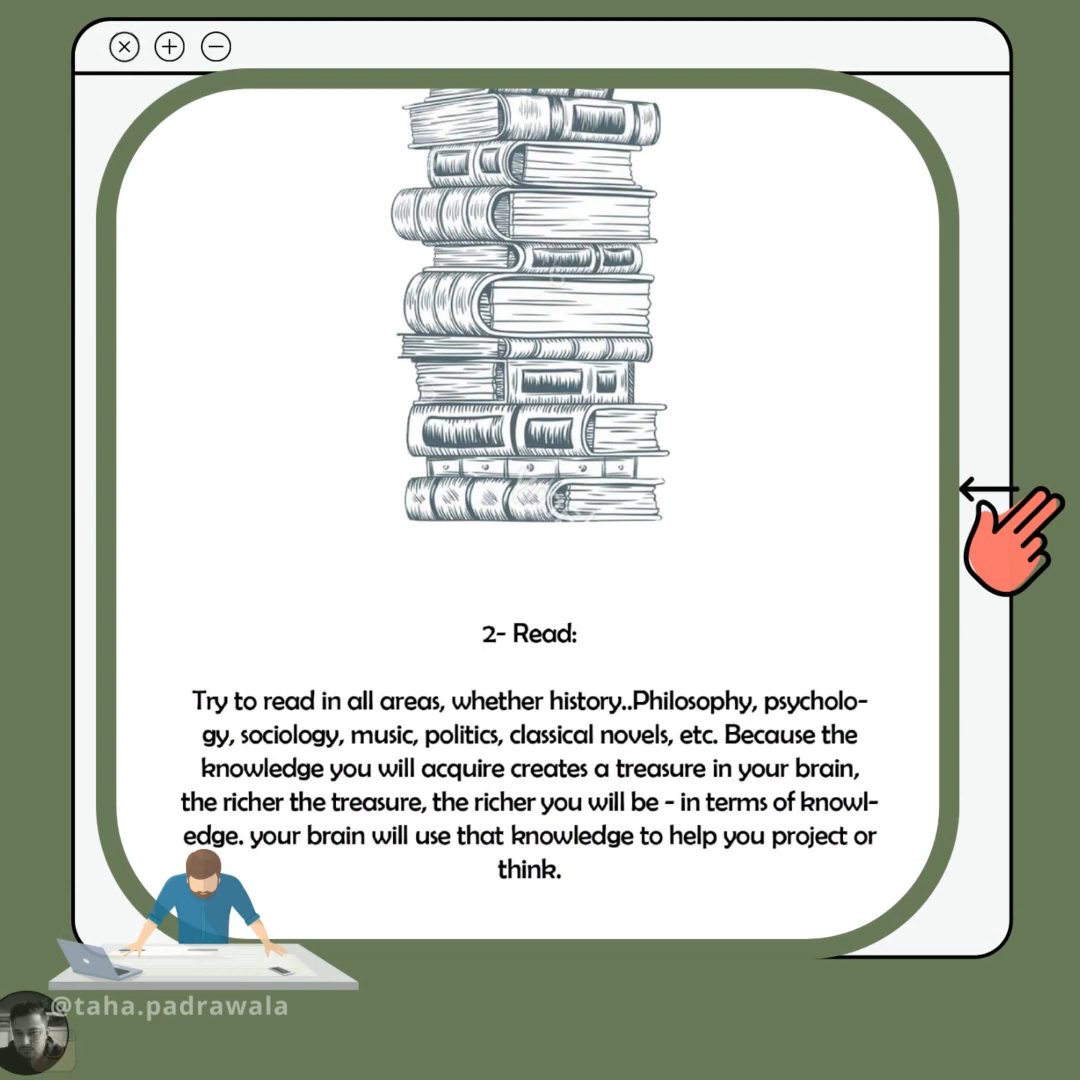 2- Read:
Try to read in all areas, whether history..Philosophy, psycholo-
gy, sociology, music, politics, classical novels, etc. Because the
knowledge you will acquire creates a treasure in your brain,
the richer the treasure, the richer you will be - in terms of knowl-
edge. your brain will use that knowledge to help you project or
think.
@taha.padrawala